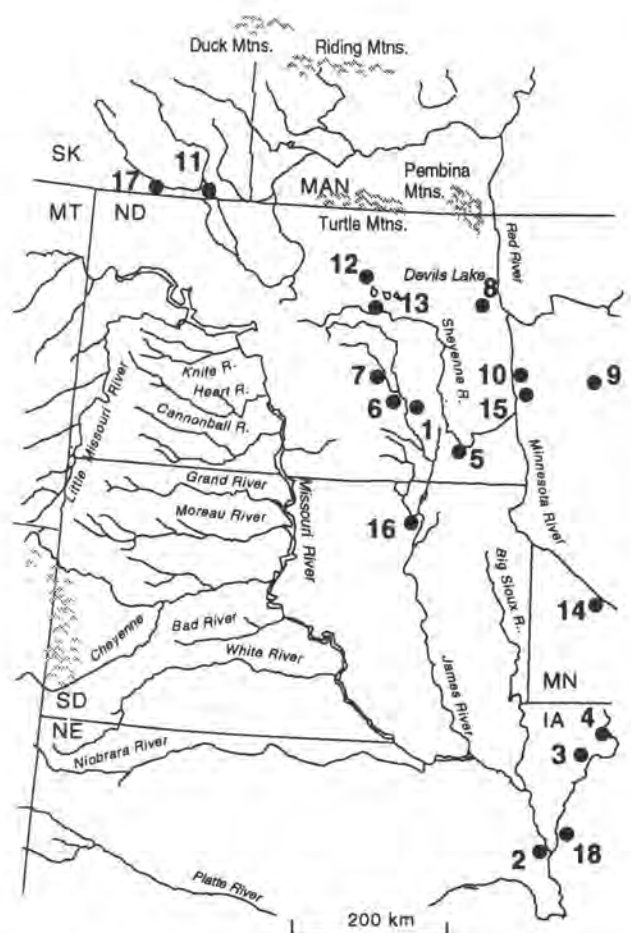 Duck Mtns.
Riding Mtns.
SK
17
11
MAN
Pembina
Mtns.
MT
ND
Turtle Mtns.
Red River
12
Devils Lake
8
13
Sheyenne R.
Knife R.
7
10
9
Heart R.
6
15
Little Missouri River
Cannonball R.
1
5
Minnesota River
Grand River
Missouri River
Moreau River
16
Big Sioux R.
14
Cheyenne
Bad River
White River
James River
SD
MN
NE
IA
4
Niobrara River
3
2
18
Platte River
200 km